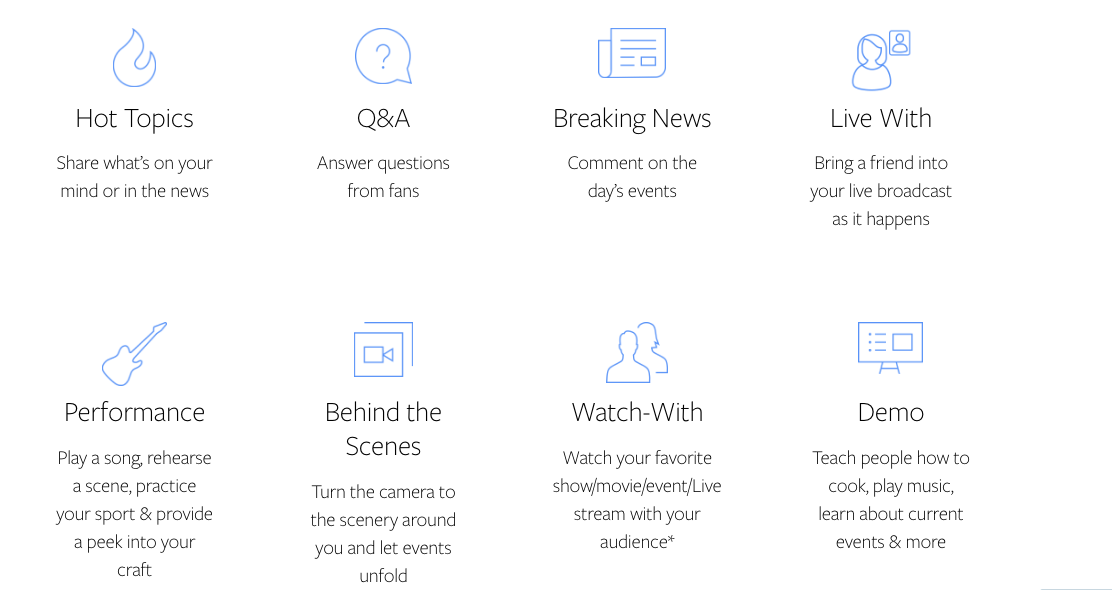 Hot Topics
Share what's on your
mind or in the news
Q&A
Answer questions
from fans
Breaking News
Comment on the
day's events
Live With
Bring a friend into
your live broadcast
as it happens
Performance
Play a song, rehearse
a scene, practice
your sport & provide
a peek into your
craft
Behind the
Scenes
Turn the camera to
the scenery around
you and let events
unfold
Watch-With
Watch your favorite
show/movie/event/Live
stream with your
audience*
Demo
Teach people how to
cook, play music,
learn about current
events & more